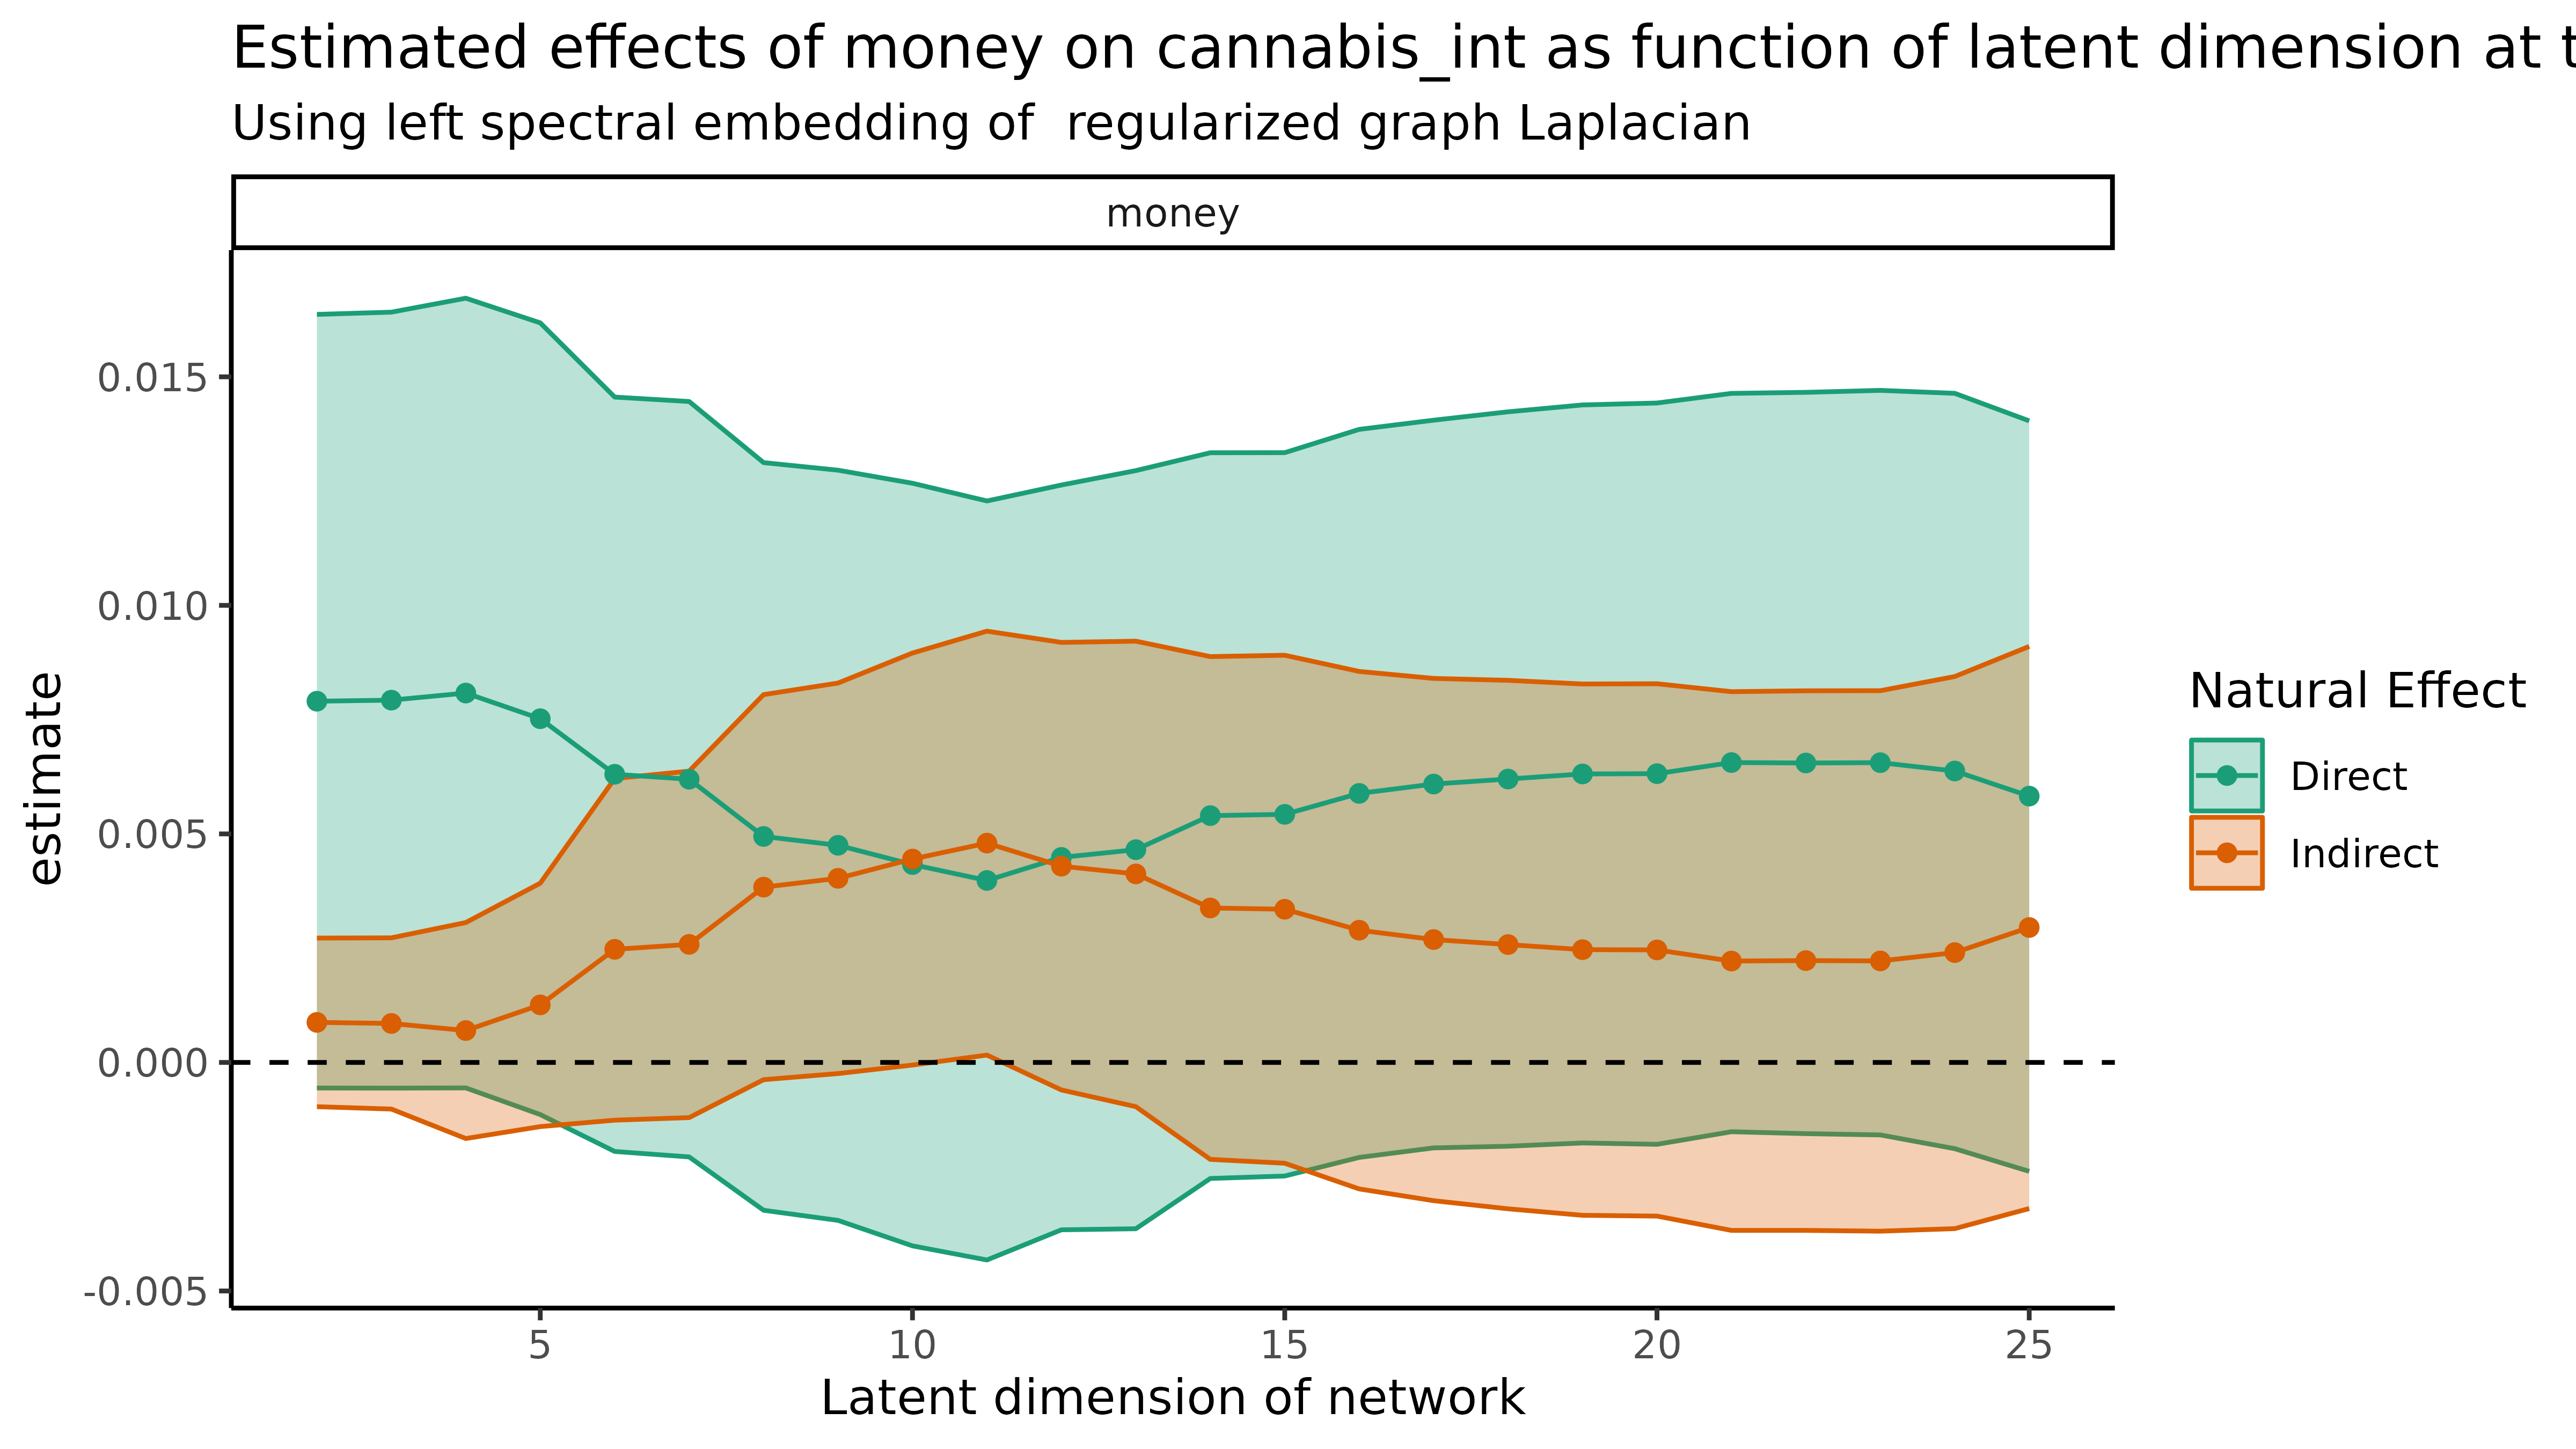 Estimated effects of money on cannabis_int as function of latent dimension at
Using left spectral embedding of  regularized graph Laplacian
money
0.015
0.010
0.005
0.000
-0.005
estimate
5 10 15 20 25
Latent dimension of network
Natural Effect
Direct
Indirect